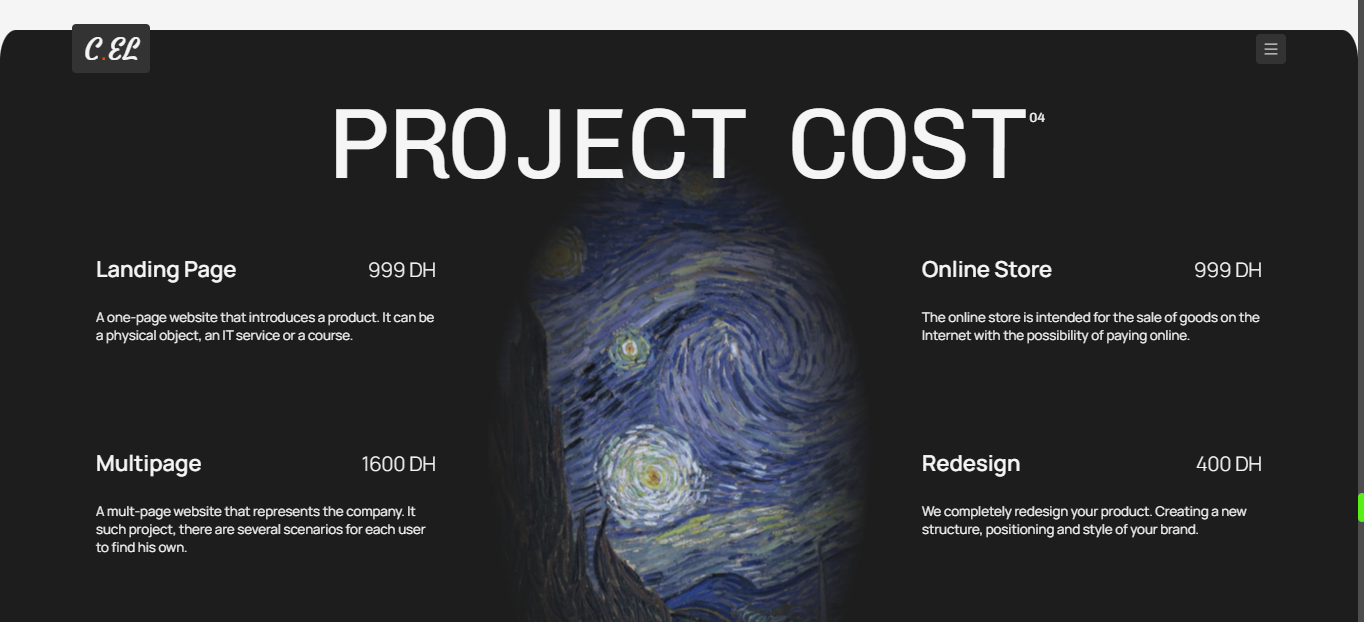 C.EL
PROJECT COST04
Landing Page
999 DH
A one-page website that introduces a product. It can be
a physical object, an IT service or a course.
Online Store
999 DH
The online store is intended for the sale of goods on the
Internet with the possibility of paying online.
Multipage
1600 DH
A mult-page website that represents the company. It
such project, there are several scenarios for each user
to find his own.
Redesign
400 DH
We completely redesign your product. Creating a new
structure, positioning and style of your brand.